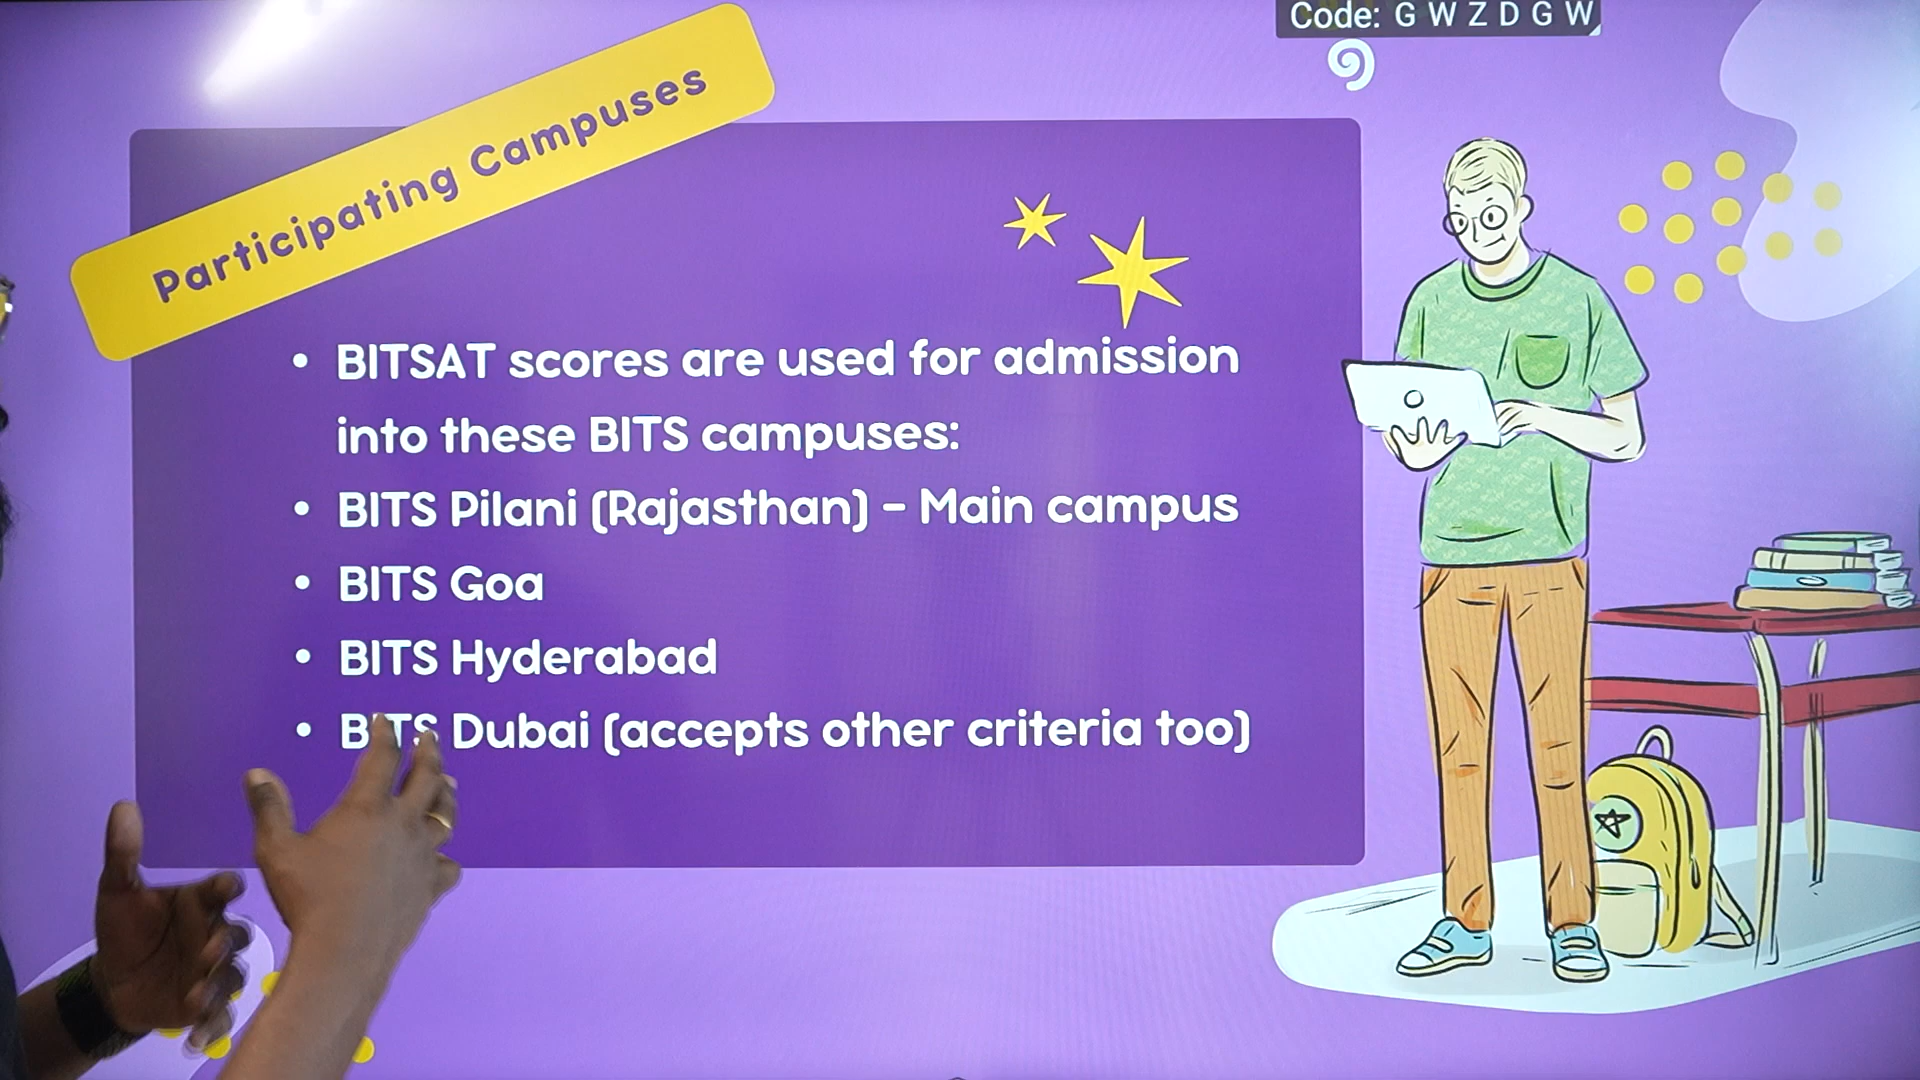 Code: G W Z D G W
Participating Campuses
• BITSAT scores are used for admission
into these BITS campuses:
• BITS Pilani (Rajasthan) – Main campus
• BITS Goa
• BITS Hyderabad
• BITS Dubai (accepts other criteria too)